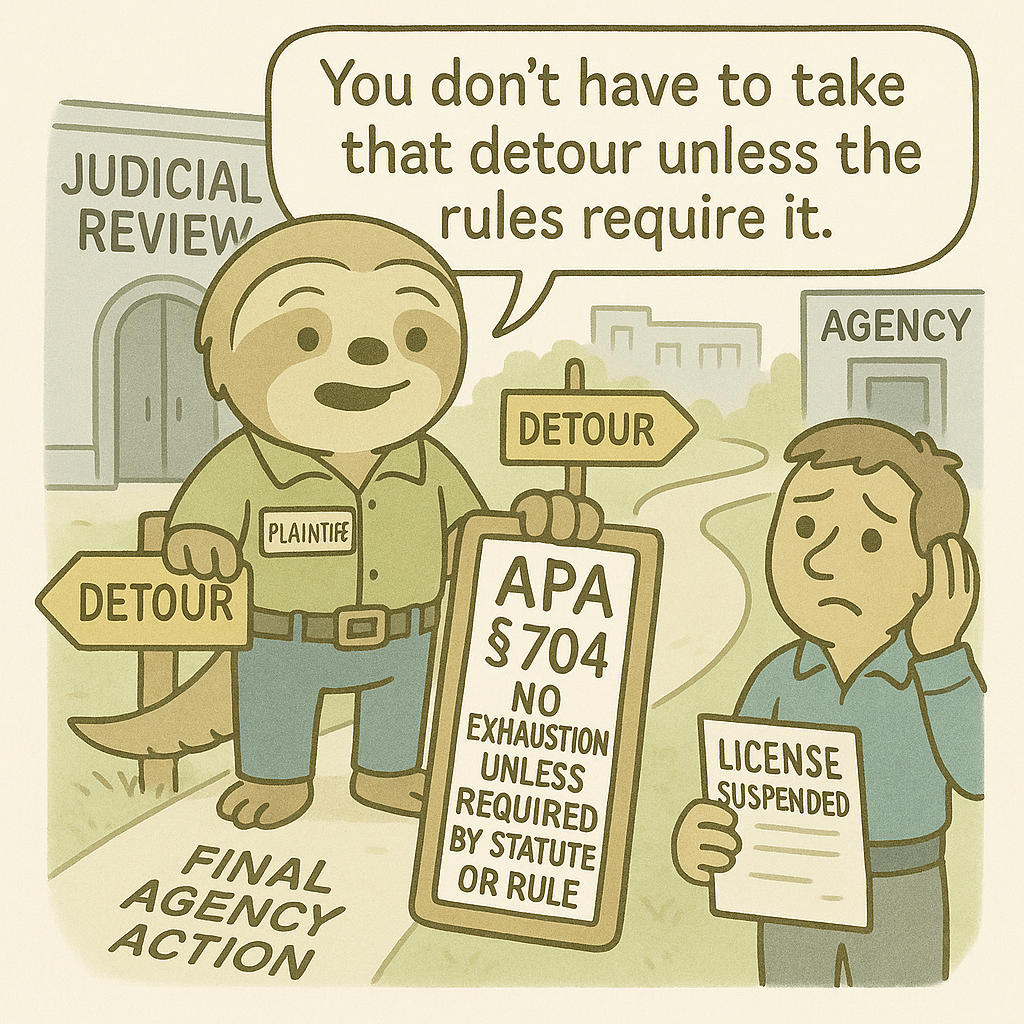 You don't have to take
that detour unless the
rules require it.
JUDICIAL
REVIEW
AGENCY
DETOUR
PLAINTIFF
DETOUR
APA
§ 704
NO
EXHAUSTION
UNLESS
REQUIRED
BY STATUTE
OR RULE
LICENSE
SUSPENDED
FINAL
AGENCY
ACTION